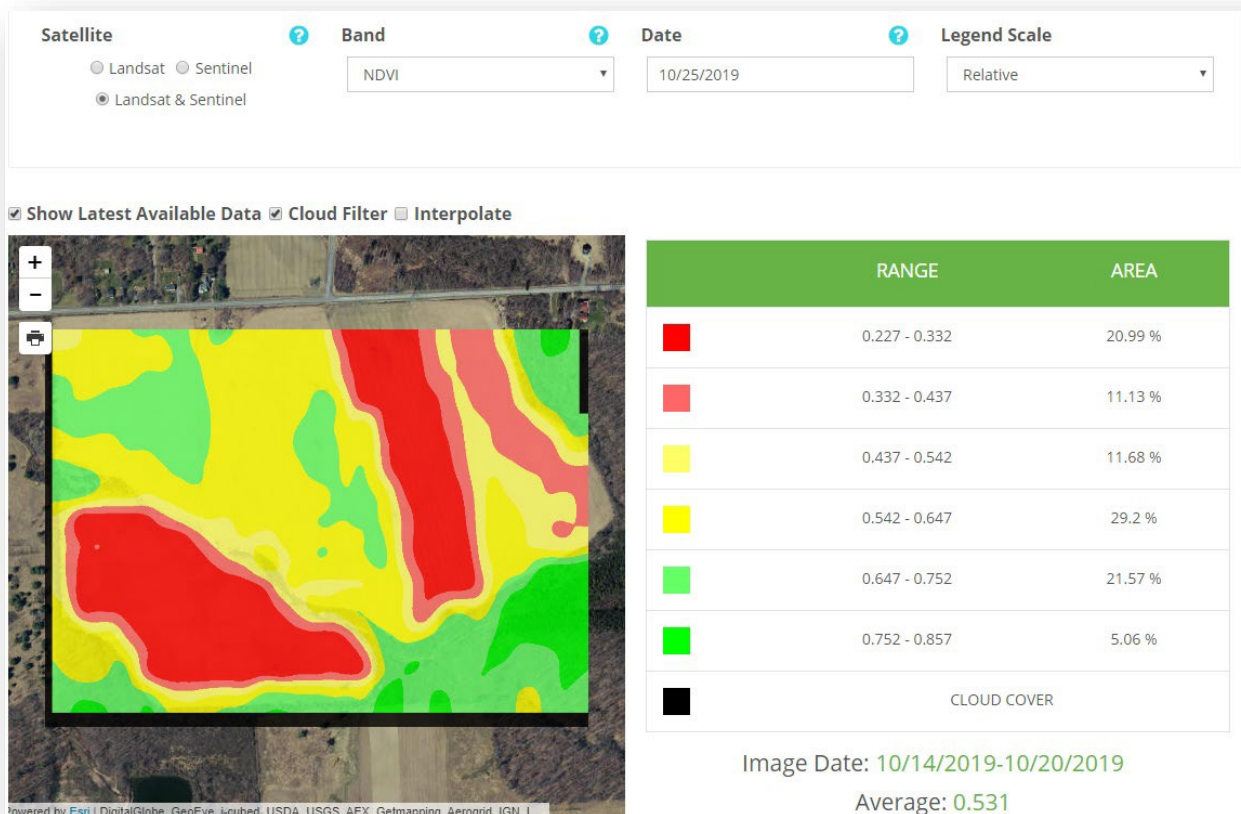 Satellite ? Band ? Date ? Legend Scale
Landsat Sentinel
NDVI 10/25/2019 Relative
Landsat & Sentinel
Show Latest Available Data Cloud Filter Interpolate
+
−
RANGE AREA
0.227 - 0.332 20.99 %
0.332 - 0.437 11.13 %
0.437 - 0.542 11.68 %
0.542 - 0.647 29.2 %
0.647 - 0.752 21.57 %
0.752 - 0.857 5.06 %
CLOUD COVER
Image Date: 10/14/2019-10/20/2019
Average: 0.531
Powered by Esri | DigitalGlobe, GeoEye, i-cubed, USDA, USGS, AEX, Getmapping, Aerogrid, IGN, I...